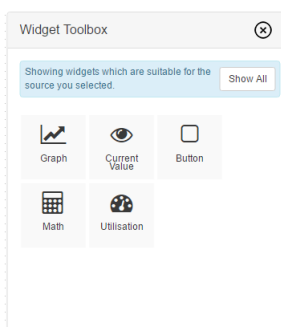 Widget Toolbox
Showing widgets which are suitable for the
source you selected.
Show All
Graph
Current
Value
Button
Math
Utilisation